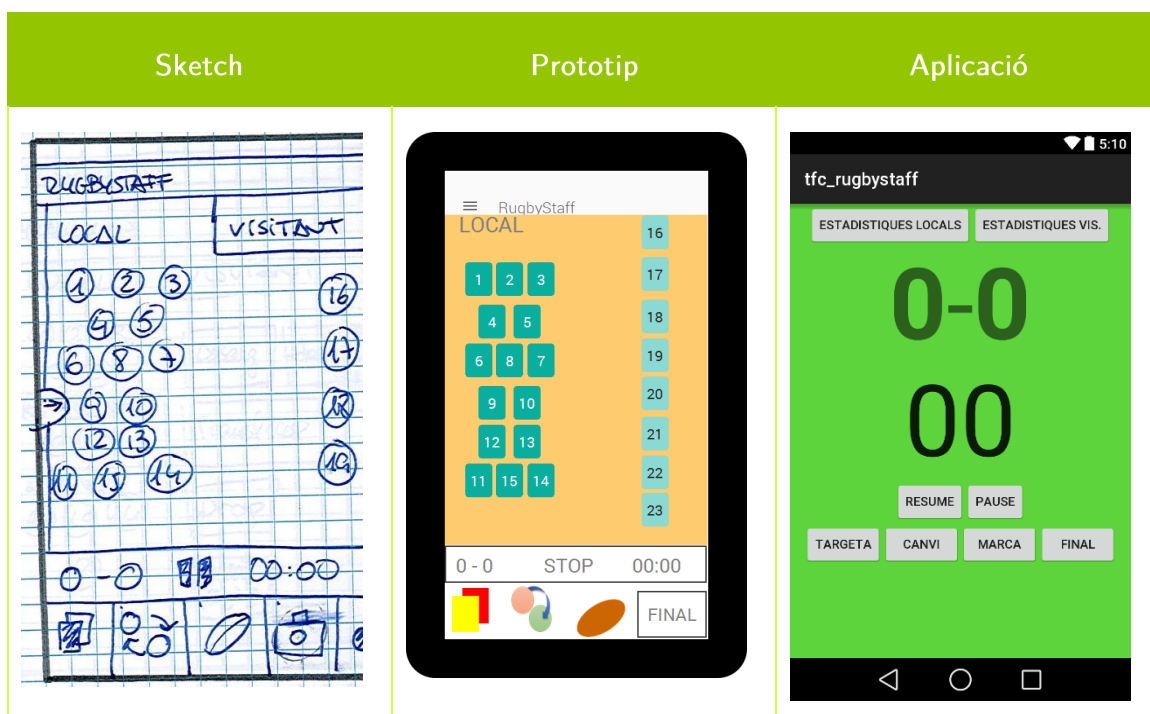 Sketch
Prototip
Aplicació
RUGBYSTAFF
LOCAL
VISITANT
1 2 3
16
4 5
6 8 7
17
9 10
12 13
11 15 14
19
0-0
00:00
RugbyStaff
LOCAL
16
1 2 3
17
4 5
18
6 8 7
19
9 10
20
12 13
21
11 15 14
22
23
0 - 0 STOP 00:00
FINAL
5:10
tfc_rugbystaff
ESTADISTIQUES LOCALS ESTADISTIQUES VIS.
0-0
00
RESUME PAUSE
TARGETA CANVI MARCA FINAL